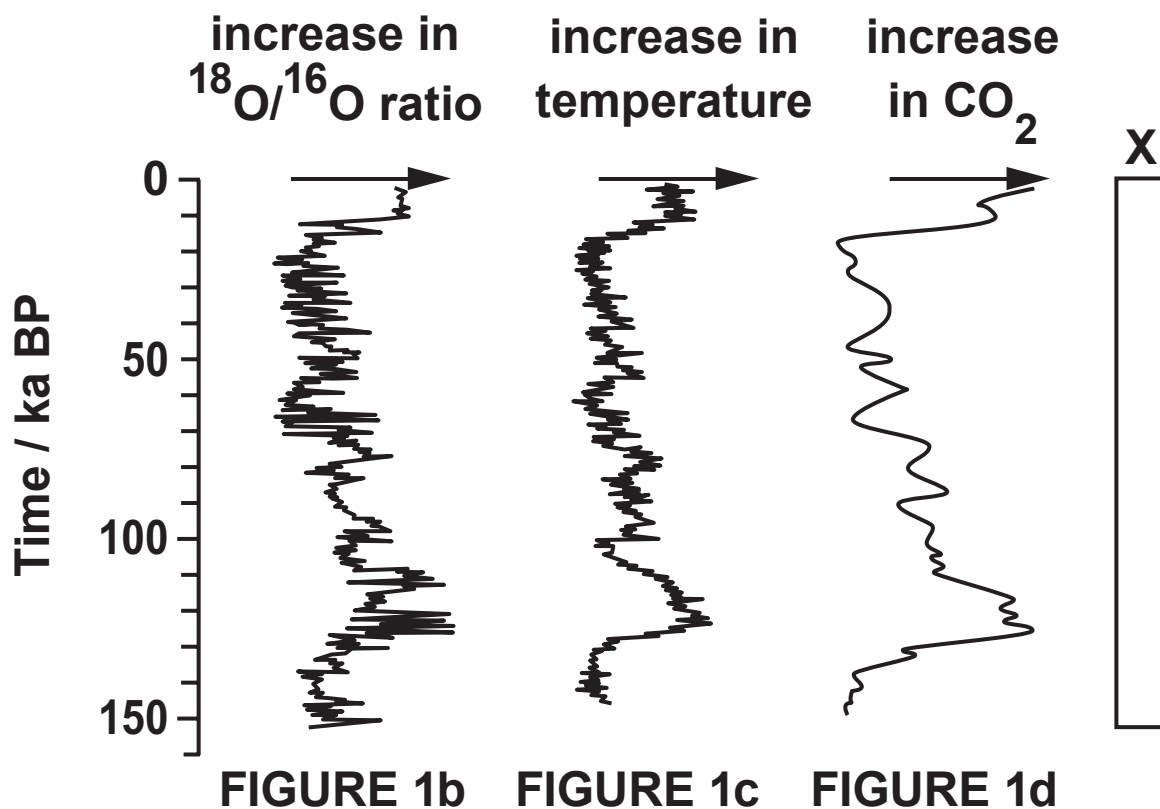 increase in
¹⁸O/¹⁶O ratio
increase in
temperature
increase
in CO₂
X
Time / ka BP
0
50
100
150
FIGURE 1b
FIGURE 1c
FIGURE 1d